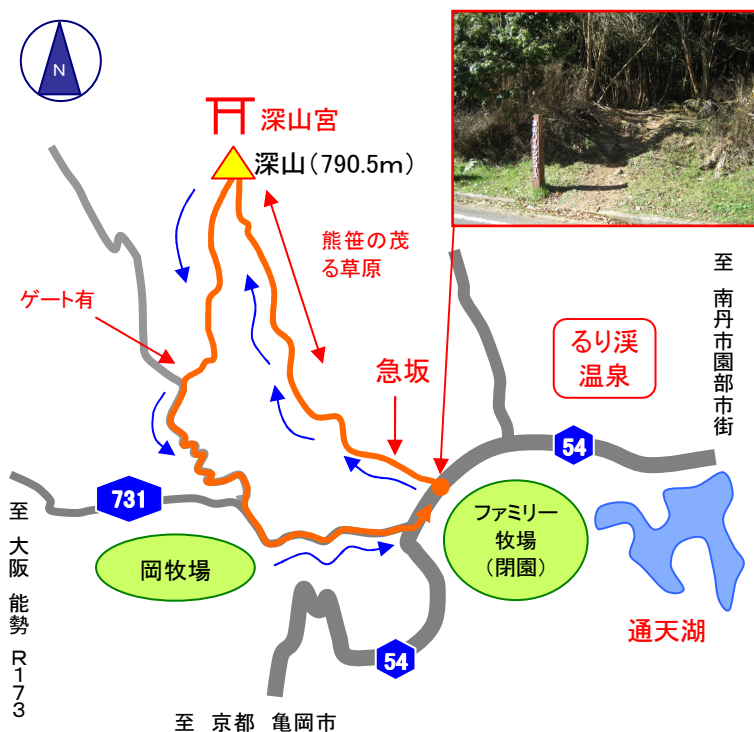 N
深山宮
深山(790.5m)
熊笹の茂
る草原
ゲート有
急坂
るり渓
温泉
至 南丹市園部市街
54
731
ファミリー
牧場
(閉園)
岡牧場
至 大阪 能勢 R173
通天湖
54
至 京都 亀岡市